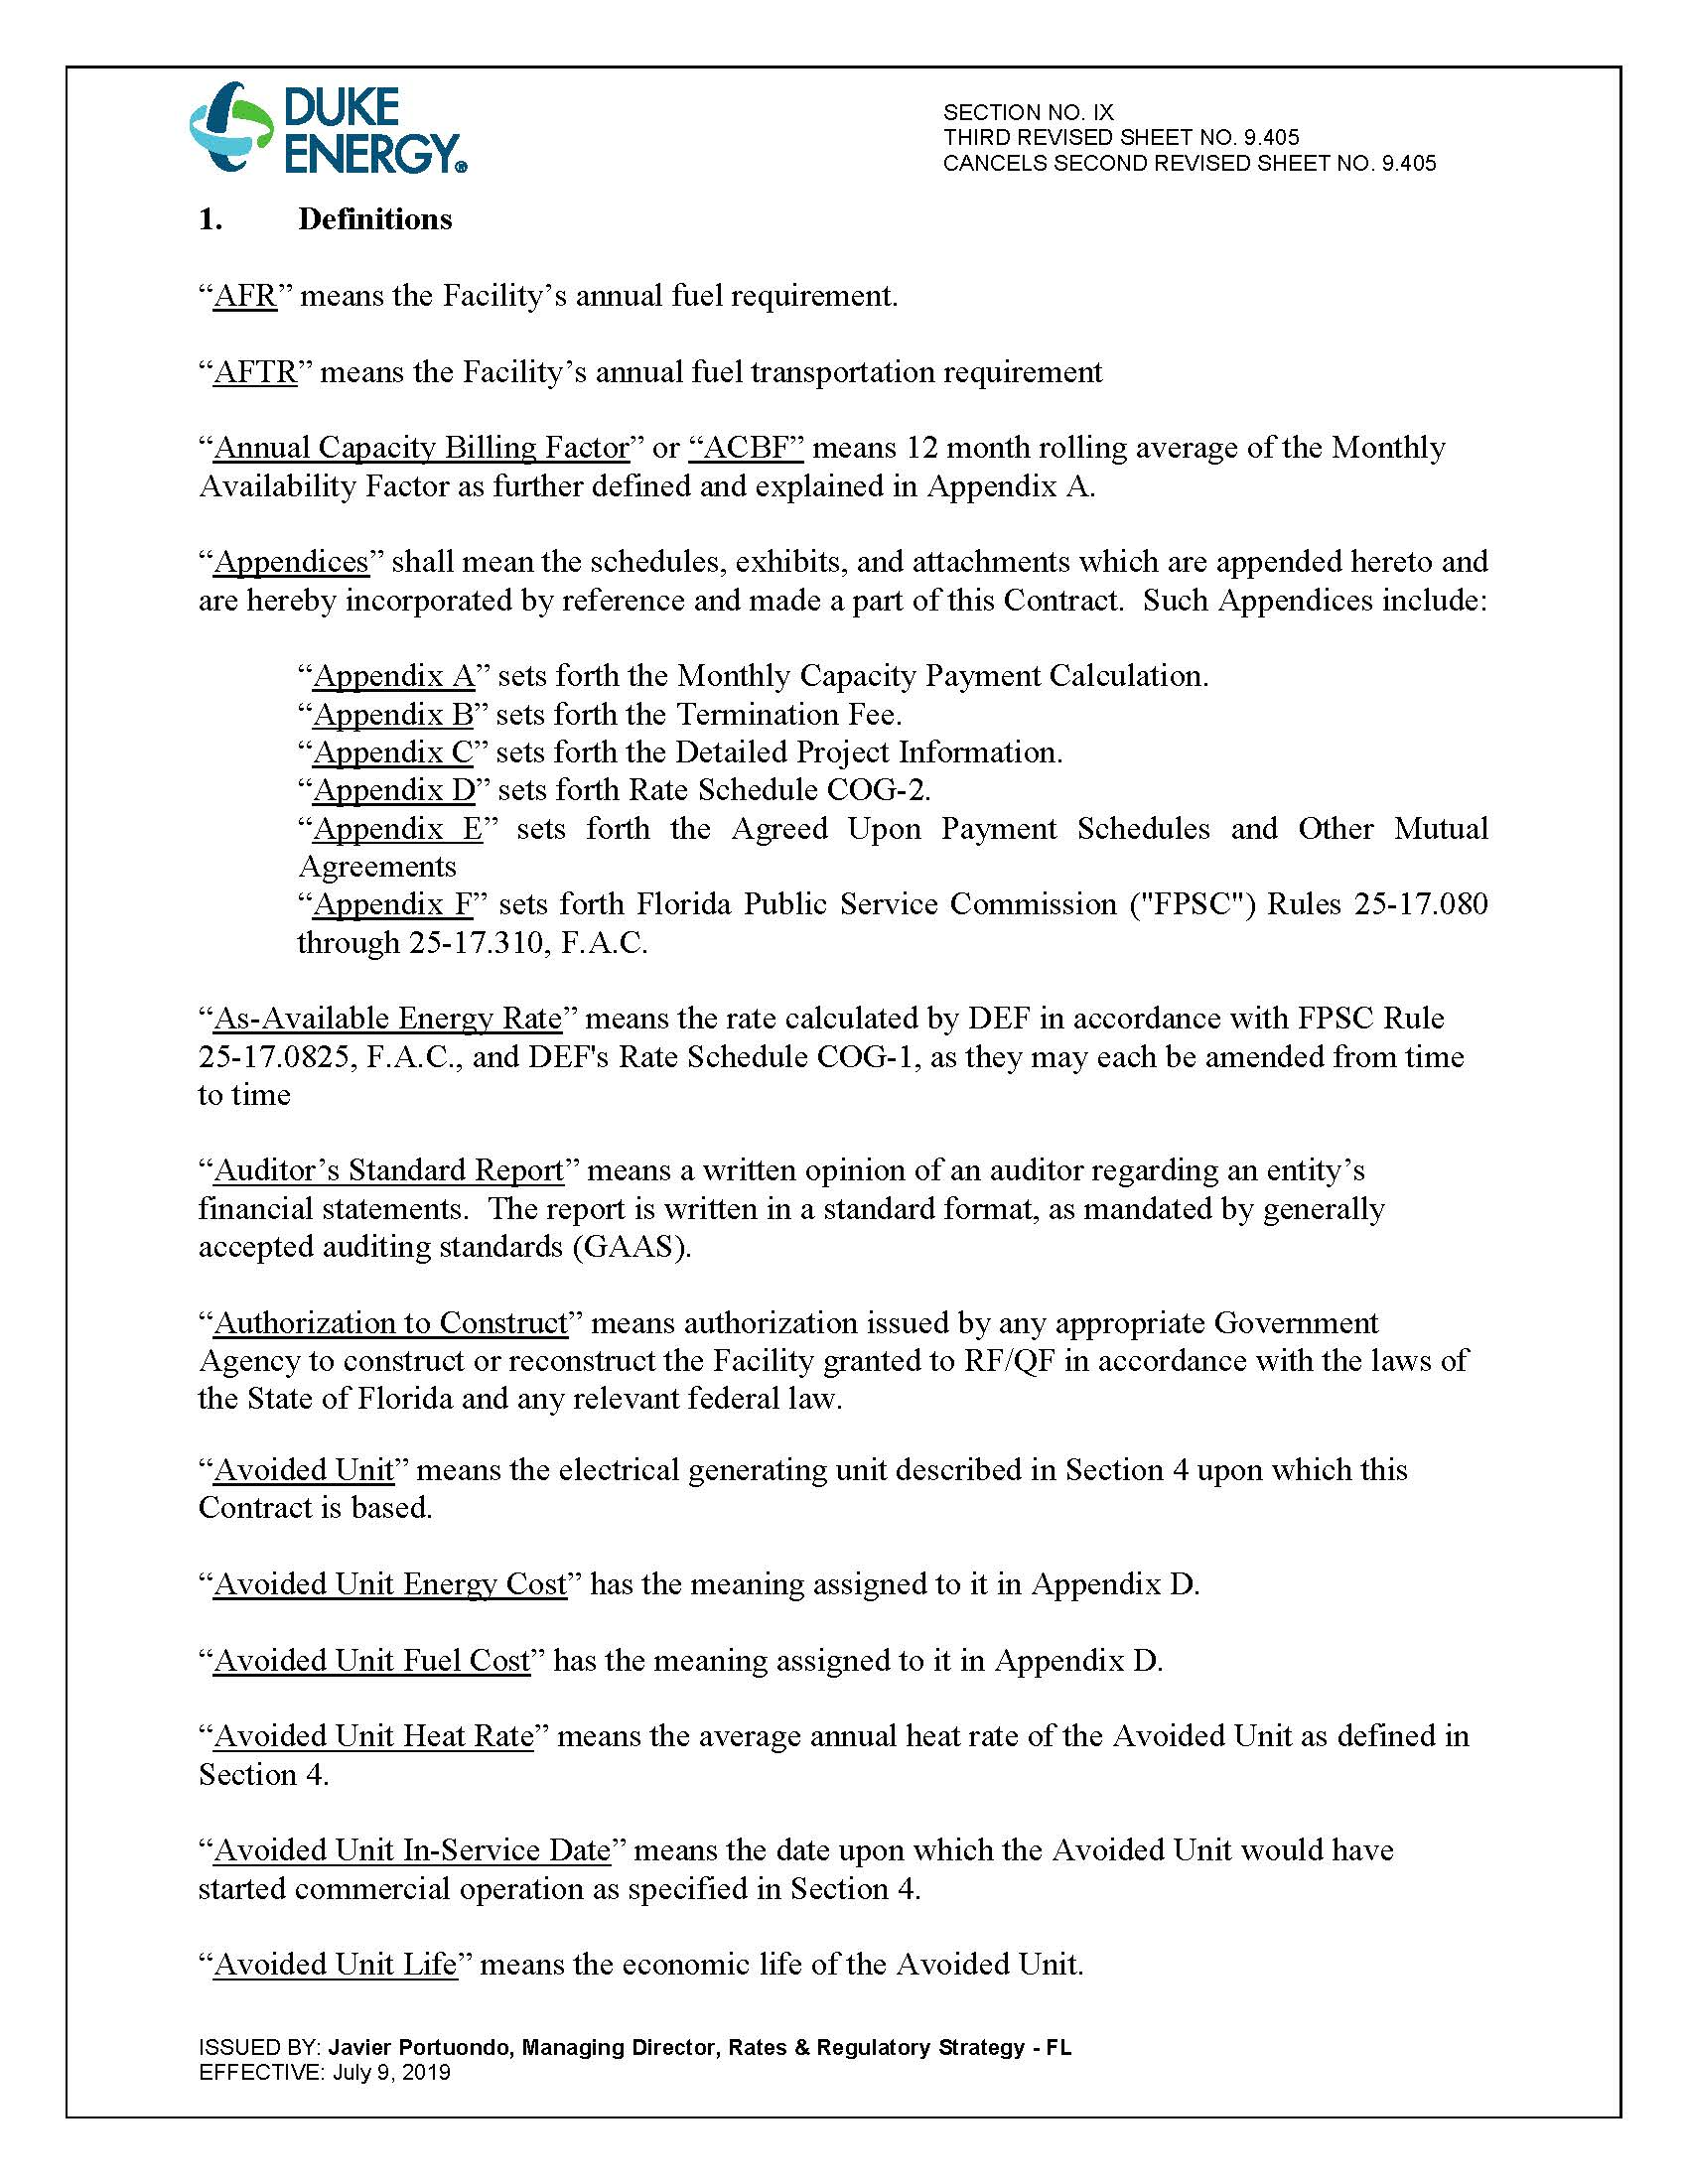 DUKE
ENERGY®
SECTION NO. IX
THIRD REVISED SHEET NO. 9.405
CANCELS SECOND REVISED SHEET NO. 9.405
1. Definitions
“AFR” means the Facility’s annual fuel requirement.
“AFTR” means the Facility’s annual fuel transportation requirement
“Annual Capacity Billing Factor” or “ACBF” means 12 month rolling average of the Monthly
Availability Factor as further defined and explained in Appendix A.
“Appendices” shall mean the schedules, exhibits, and attachments which are appended hereto and
are hereby incorporated by reference and made a part of this Contract.  Such Appendices include:
“Appendix A” sets forth the Monthly Capacity Payment Calculation.
“Appendix B” sets forth the Termination Fee.
“Appendix C” sets forth the Detailed Project Information.
“Appendix D” sets forth Rate Schedule COG-2.
“Appendix E” sets forth the Agreed Upon Payment Schedules and Other Mutual
Agreements
“Appendix F” sets forth Florida Public Service Commission ("FPSC") Rules 25-17.080
through 25-17.310, F.A.C.
“As-Available Energy Rate” means the rate calculated by DEF in accordance with FPSC Rule
25-17.0825, F.A.C., and DEF's Rate Schedule COG-1, as they may each be amended from time
to time
“Auditor’s Standard Report” means a written opinion of an auditor regarding an entity’s
financial statements.  The report is written in a standard format, as mandated by generally
accepted auditing standards (GAAS).
“Authorization to Construct” means authorization issued by any appropriate Government
Agency to construct or reconstruct the Facility granted to RF/QF in accordance with the laws of
the State of Florida and any relevant federal law.
“Avoided Unit” means the electrical generating unit described in Section 4 upon which this
Contract is based.
“Avoided Unit Energy Cost” has the meaning assigned to it in Appendix D.
“Avoided Unit Fuel Cost” has the meaning assigned to it in Appendix D.
“Avoided Unit Heat Rate” means the average annual heat rate of the Avoided Unit as defined in
Section 4.
“Avoided Unit In-Service Date” means the date upon which the Avoided Unit would have
started commercial operation as specified in Section 4.
“Avoided Unit Life” means the economic life of the Avoided Unit.
ISSUED BY: Javier Portuondo, Managing Director, Rates & Regulatory Strategy - FL
EFFECTIVE: July 9, 2019